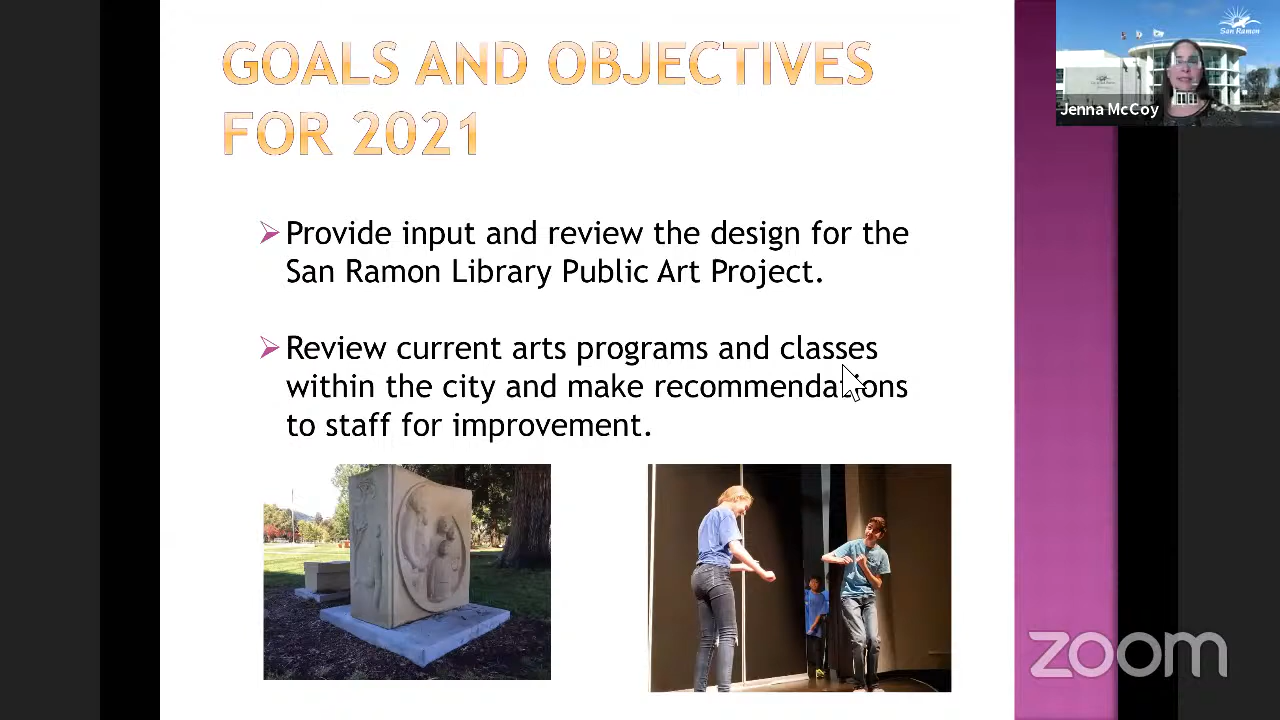 GOALS AND OBJECTIVES
FOR 2021
San Ramon
Jenna McCoy
Provide input and review the design for the
San Ramon Library Public Art Project.
Review current arts programs and classes
within the city and make recommendations
to staff for improvement.
zoom